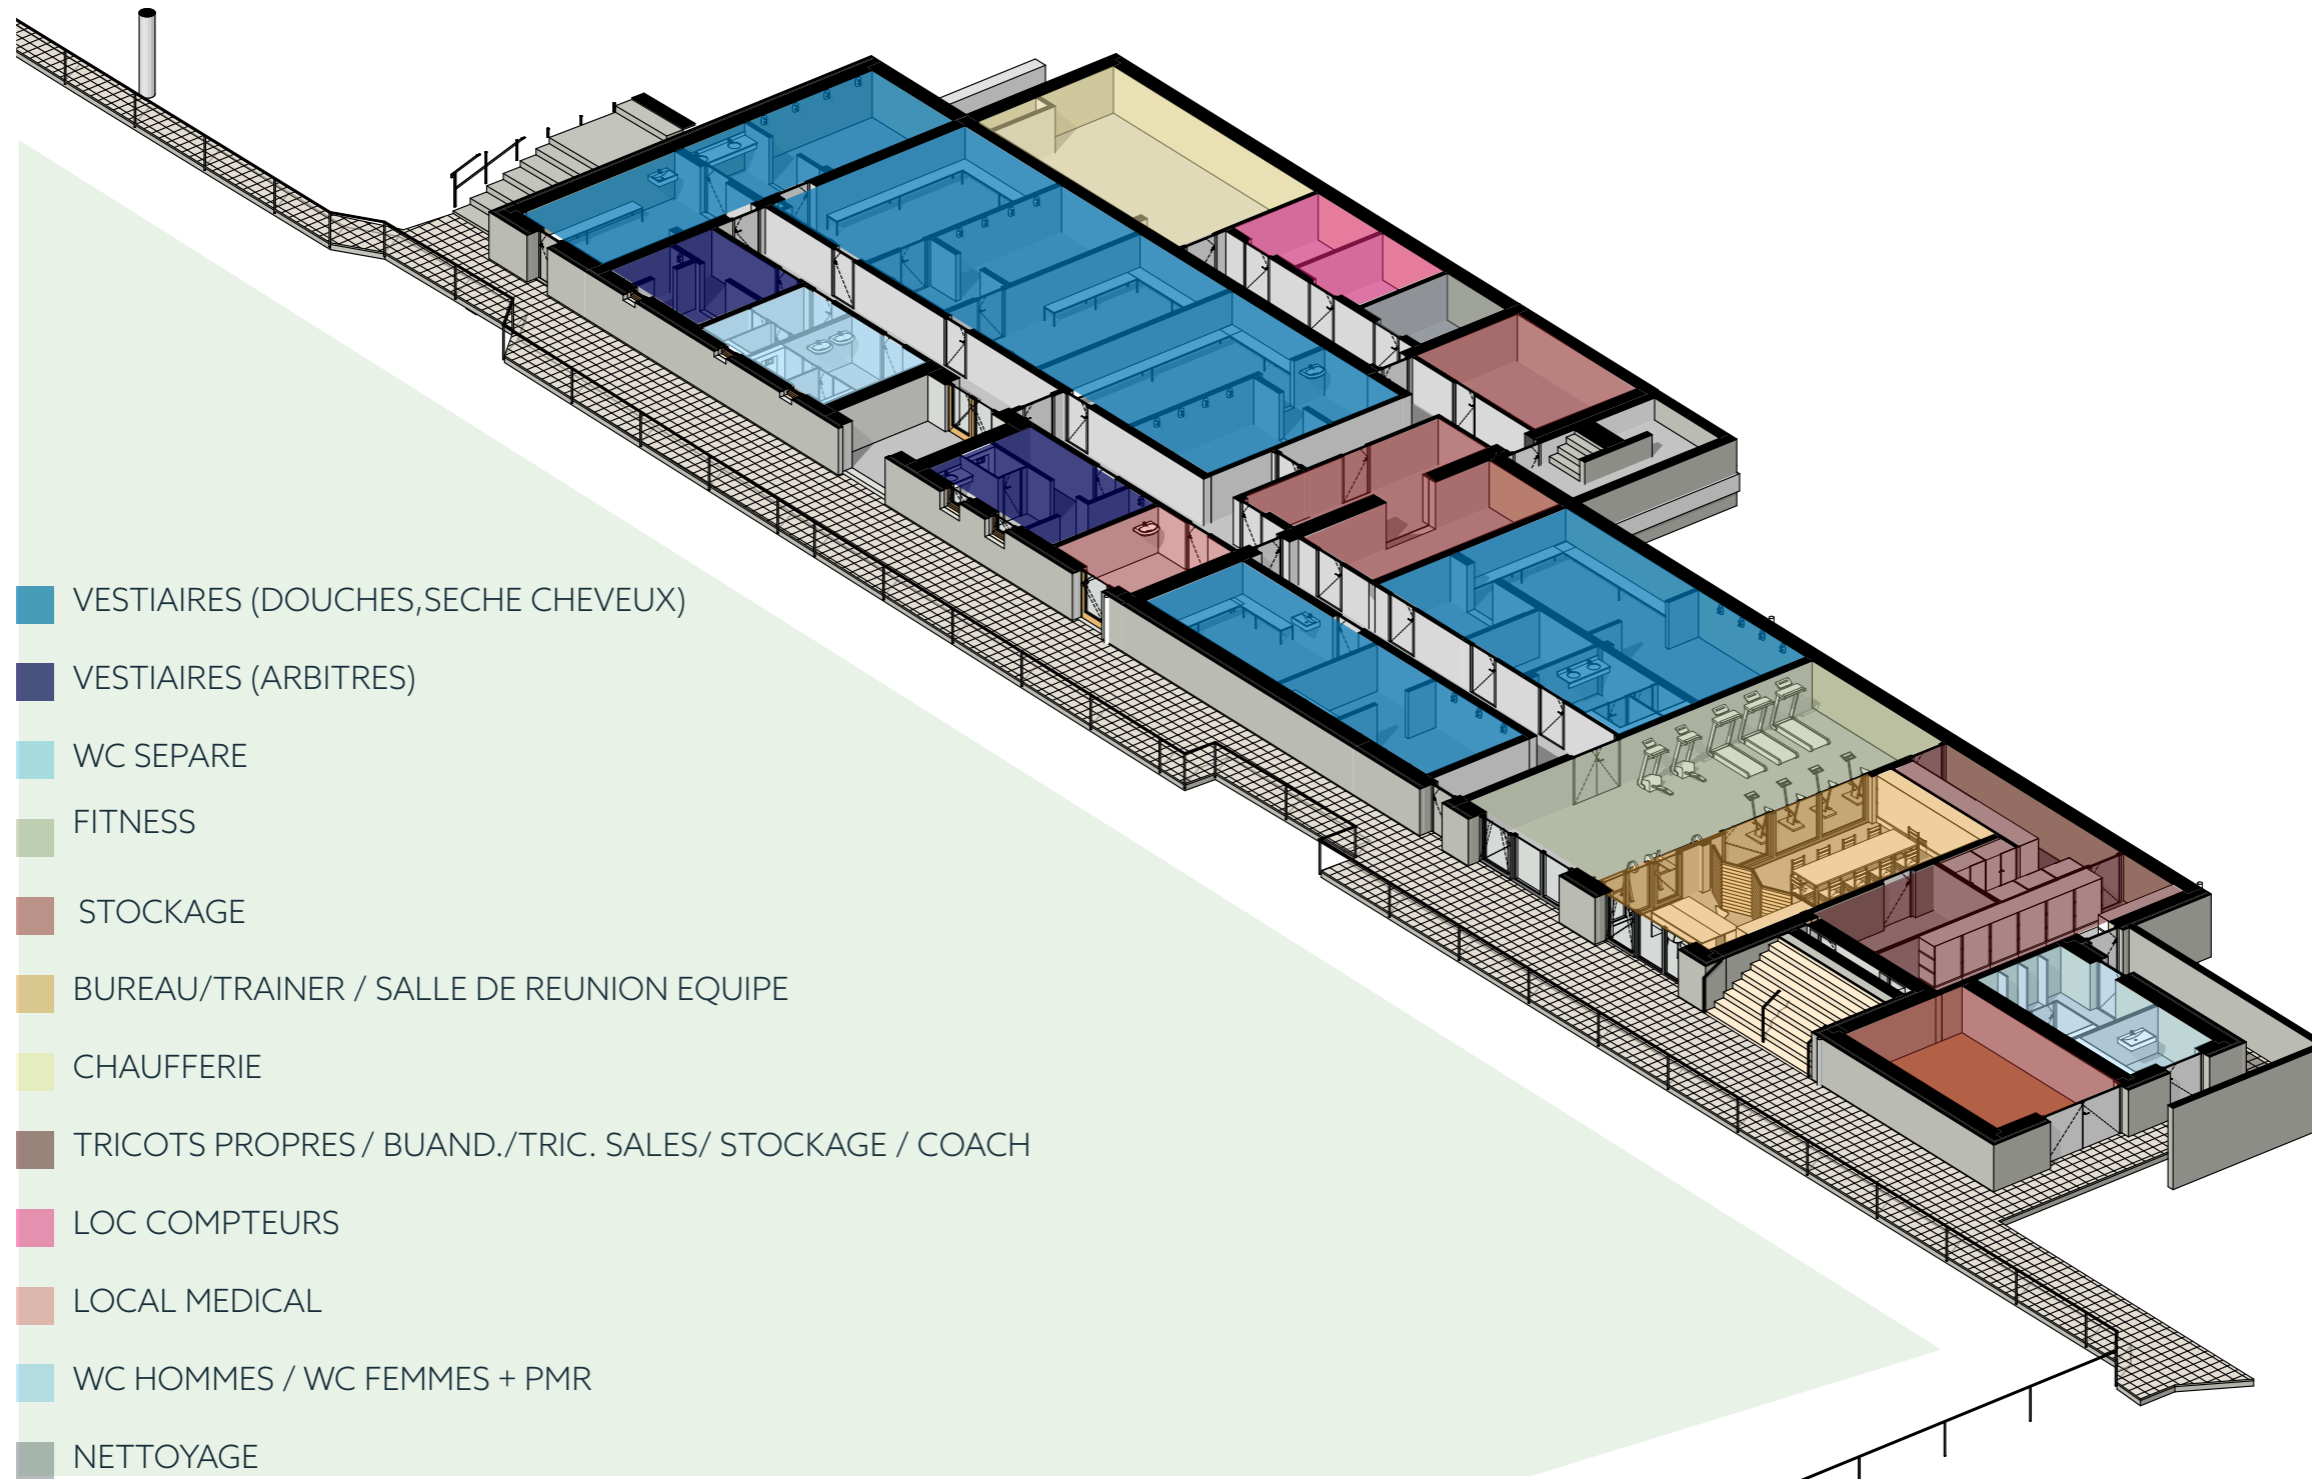 VESTIAIRES (DOUCHES,SECHE CHEVEUX)
VESTIAIRES (ARBITRES)
WC SEPARE
FITNESS
STOCKAGE
BUREAU/TRAINER / SALLE DE REUNION EQUIPE
CHAUFFERIE
TRICOTS PROPRES / BUAND./TRIC. SALES/ STOCKAGE / COACH
LOC COMPTEURS
LOCAL MEDICAL
WC HOMMES / WC FEMMES + PMR
NETTOYAGE